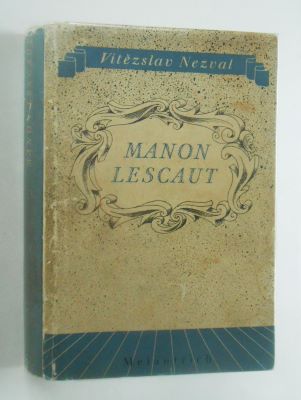 Vítězslav Nezval
MANON
LESCAUT
Melantrich